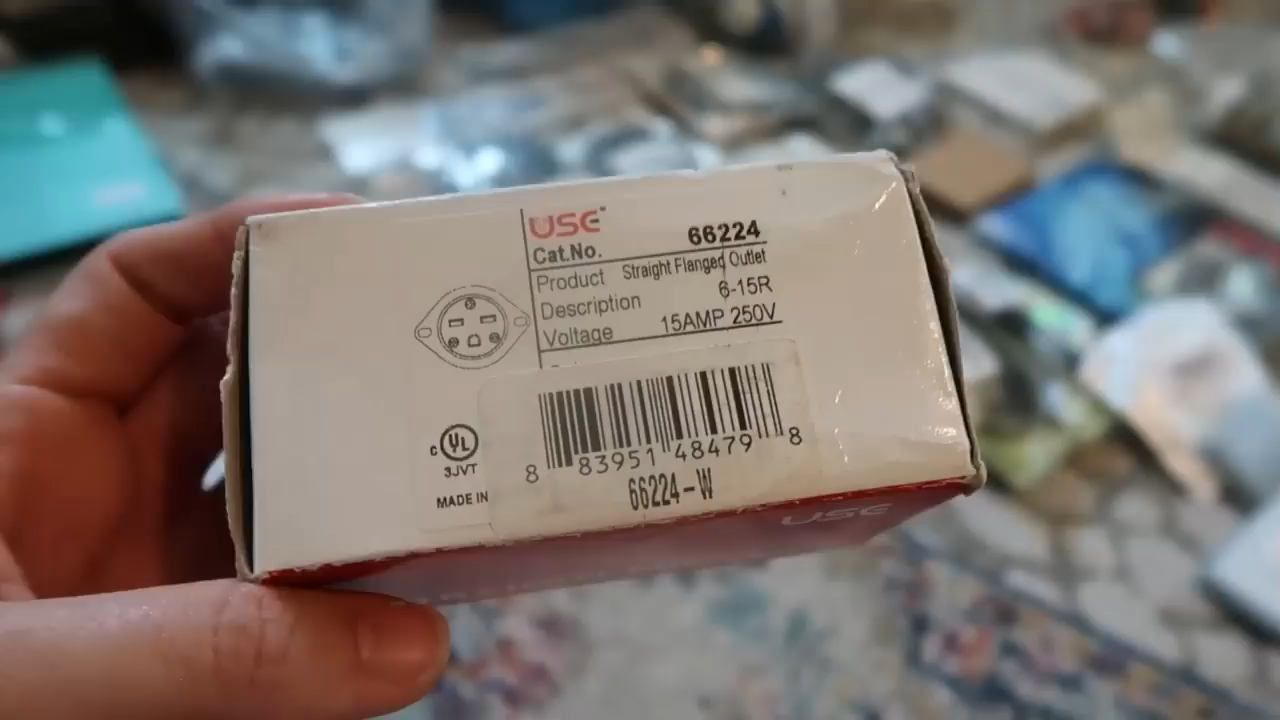 USE™
Cat.No. 66224
Product Straight Flanged Outlet
Description 6-15R
Voltage 15AMP 250V
c UL
3JVT
MADE IN
8 83951 48479 8
66224-W
USE